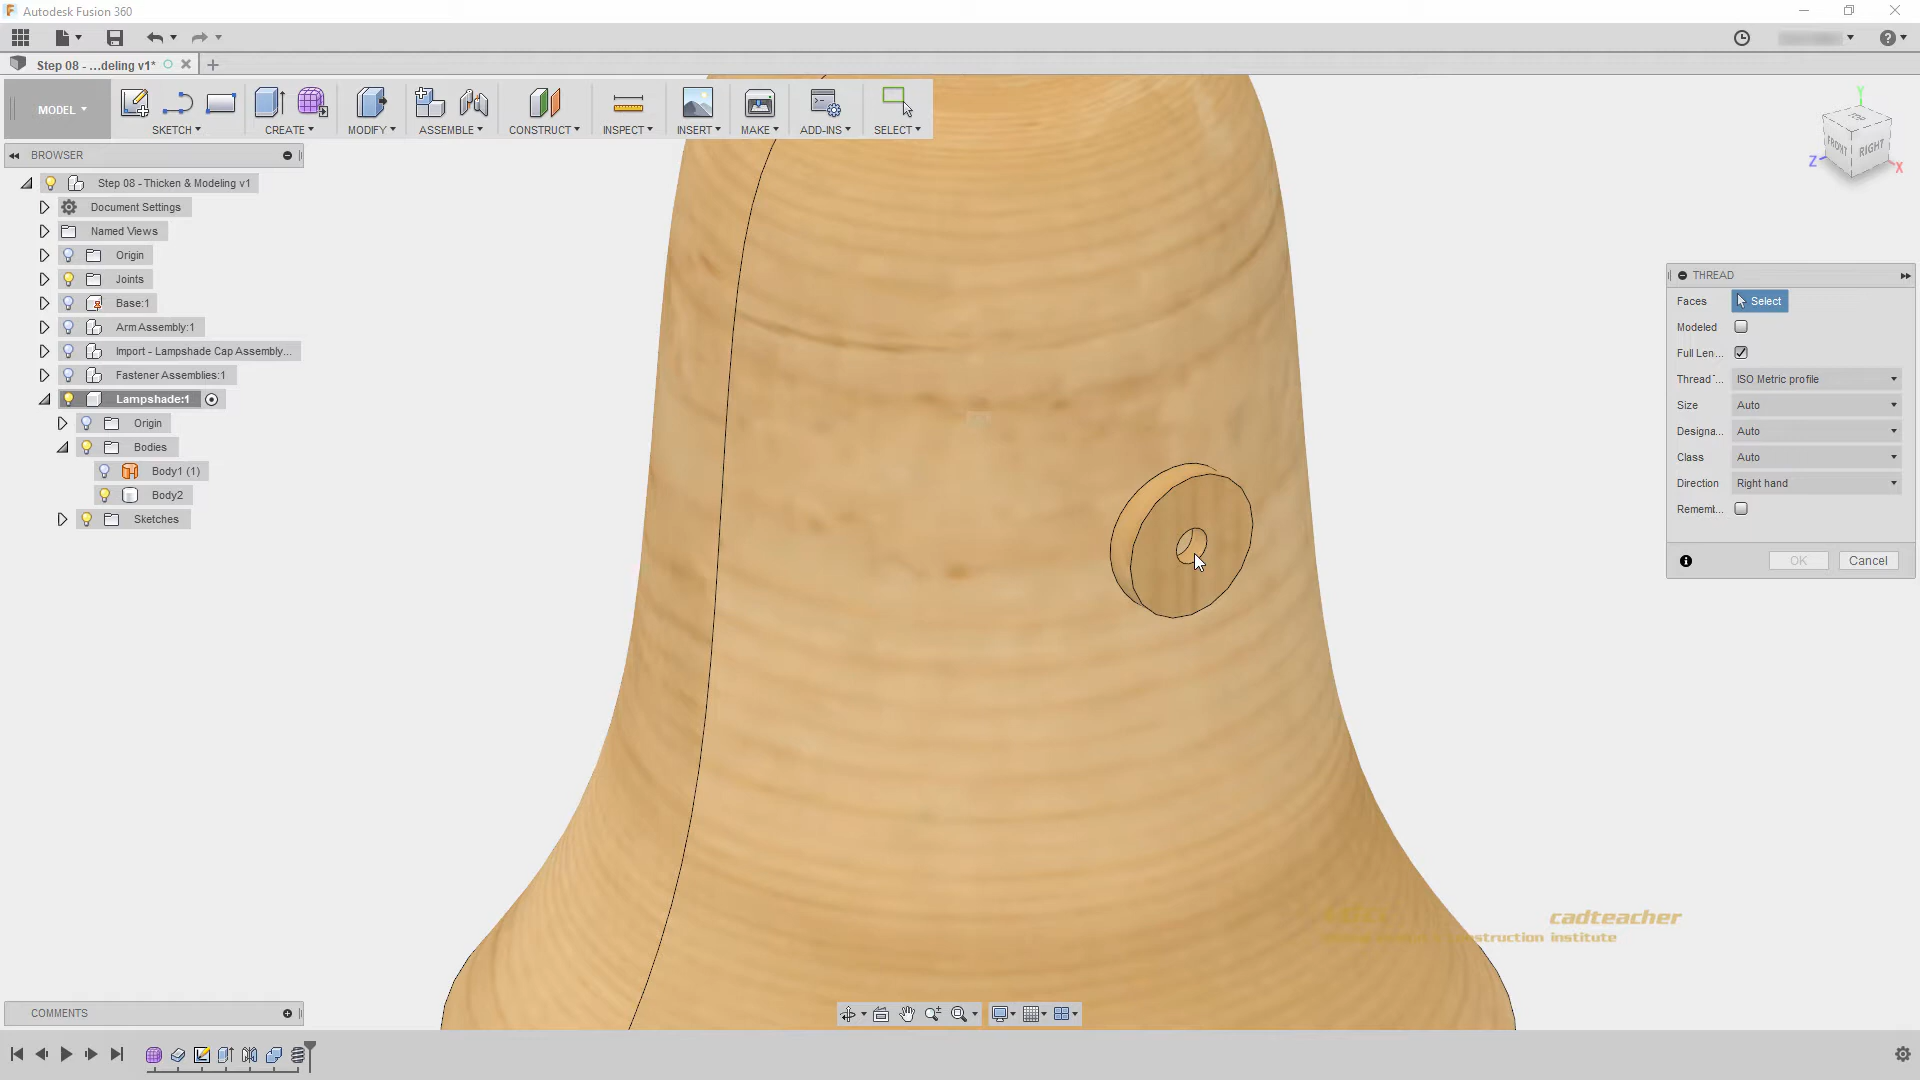 Autodesk Fusion 360
Step 08 - ...deling v1*
MODEL
SKETCH
CREATE
MODIFY
ASSEMBLE
CONSTRUCT
INSPECT
INSERT
MAKE
ADD-INS
SELECT
TOP
FRONT
RIGHT
Y
Z
X
BROWSER
Step 08 - Thicken & Modeling v1
Document Settings
Named Views
Origin
Joints
Base:1
Arm Assembly:1
Import - Lampshade Cap Assembly...
Fastener Assemblies:1
Lampshade:1
Origin
Bodies
Body1 (1)
Body2
Sketches
THREAD
Faces Select
Modeled
Full Len...
Thread ... ISO Metric profile
Size Auto
Designa... Auto
Class Auto
Direction Right hand
Rememb...
OK Cancel
cadteacher
construction institute
COMMENTS